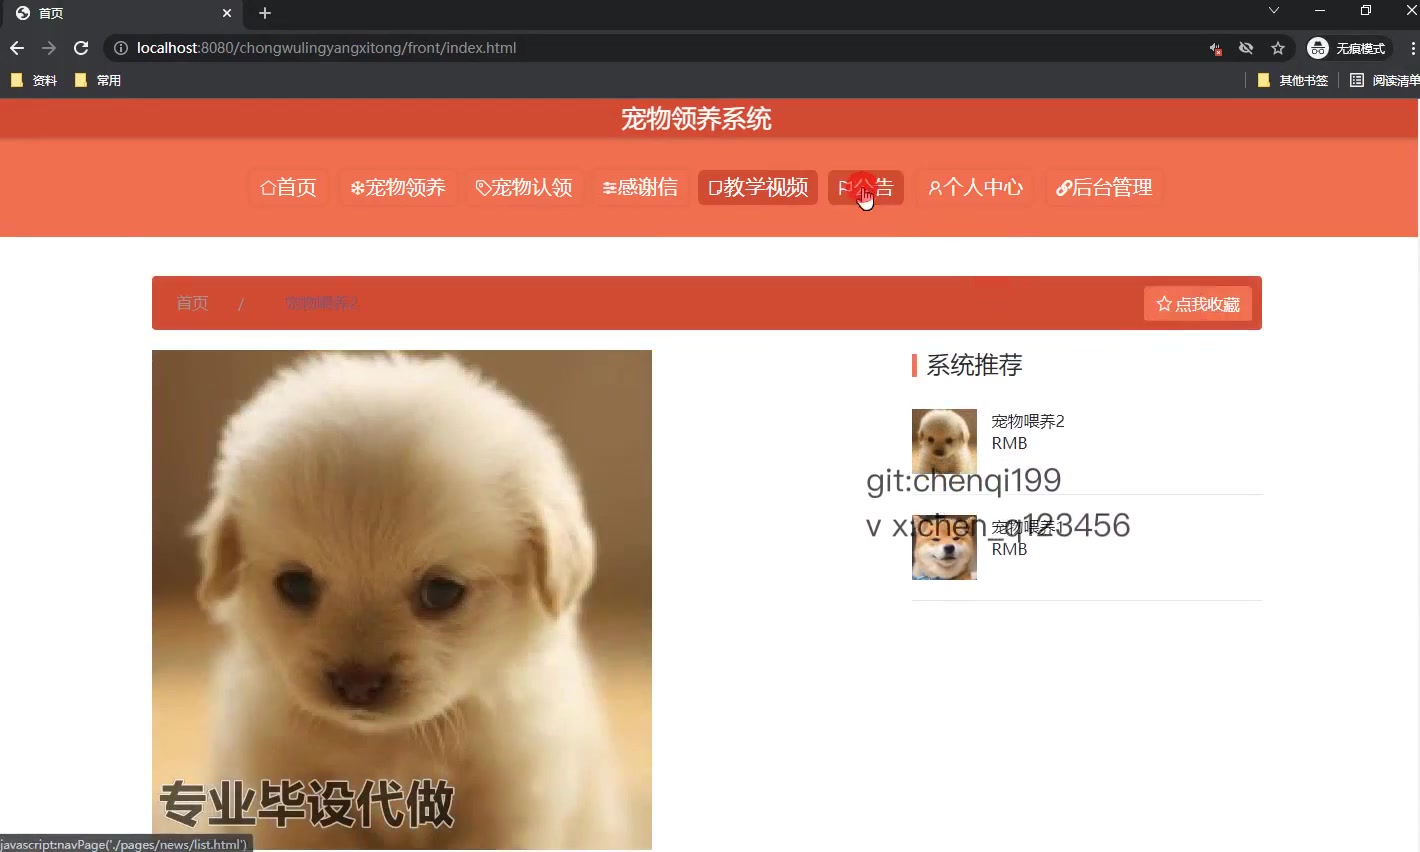 首页
localhost:8080/chongwulingyangxitong/front/index.html
无痕模式
资料 常用 其他书签 阅读清单
宠物领养系统
首页 宠物领养 宠物认领 感谢信 教学视频 公告 个人中心 后台管理
首页 / 宠物喂养2 点我收藏
系统推荐
宠物喂养2
RMB
git:chenqi199
v x:chen_q123456
宠物喂养1
RMB
专业毕设代做
javascript:navPage('./pages/news/list.html')